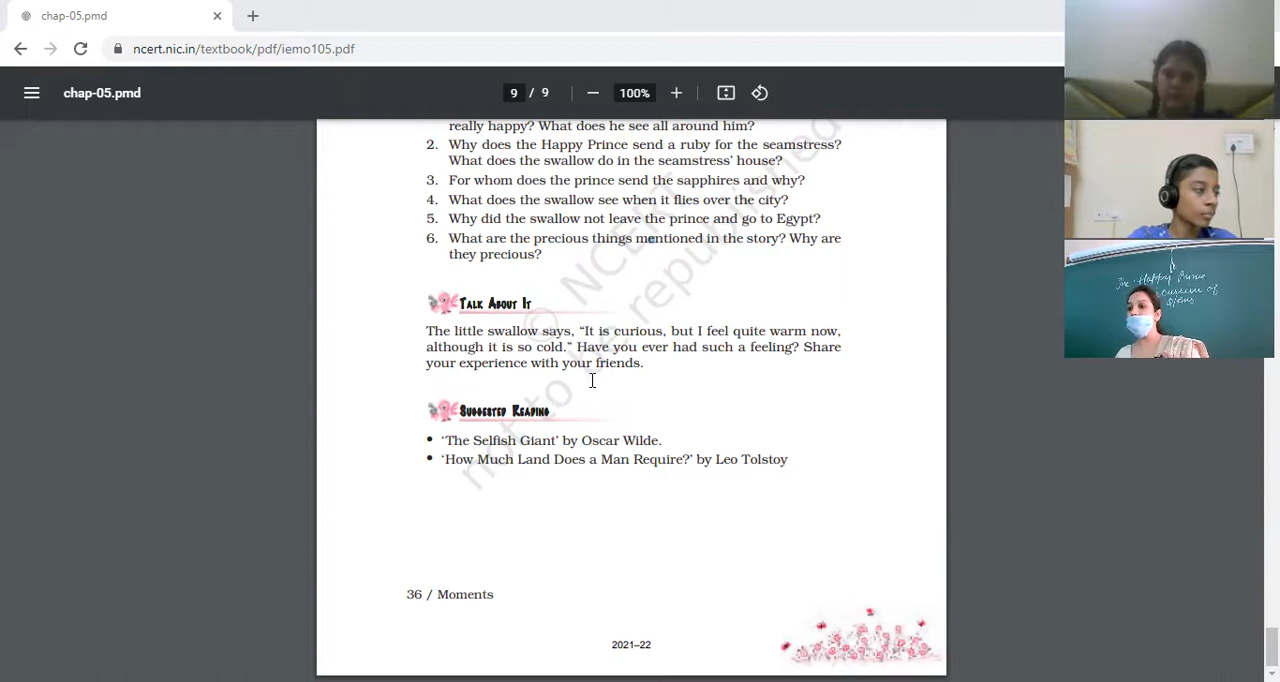 chap-05.pmd
ncert.nic.in/textbook/pdf/iemo105.pdf
chap-05.pmd
9 / 9
100%
really happy? What does he see all around him?
2. Why does the Happy Prince send a ruby for the seamstress?
What does the swallow do in the seamstress' house?
3. For whom does the prince send the sapphires and why?
4. What does the swallow see when it flies over the city?
5. Why did the swallow not leave the prince and go to Egypt?
6. What are the precious things mentioned in the story? Why are
they precious?
TALK ABOUT IT
The little swallow says, “It is curious, but I feel quite warm now,
although it is so cold.” Have you ever had such a feeling? Share
your experience with your friends.
SUGGESTED READING
• ‘The Selfish Giant’ by Oscar Wilde.
• ‘How Much Land Does a Man Require?’ by Leo Tolstoy
36 / Moments
2021–22
© NCERT
not to be republished
The Happy Prince
of